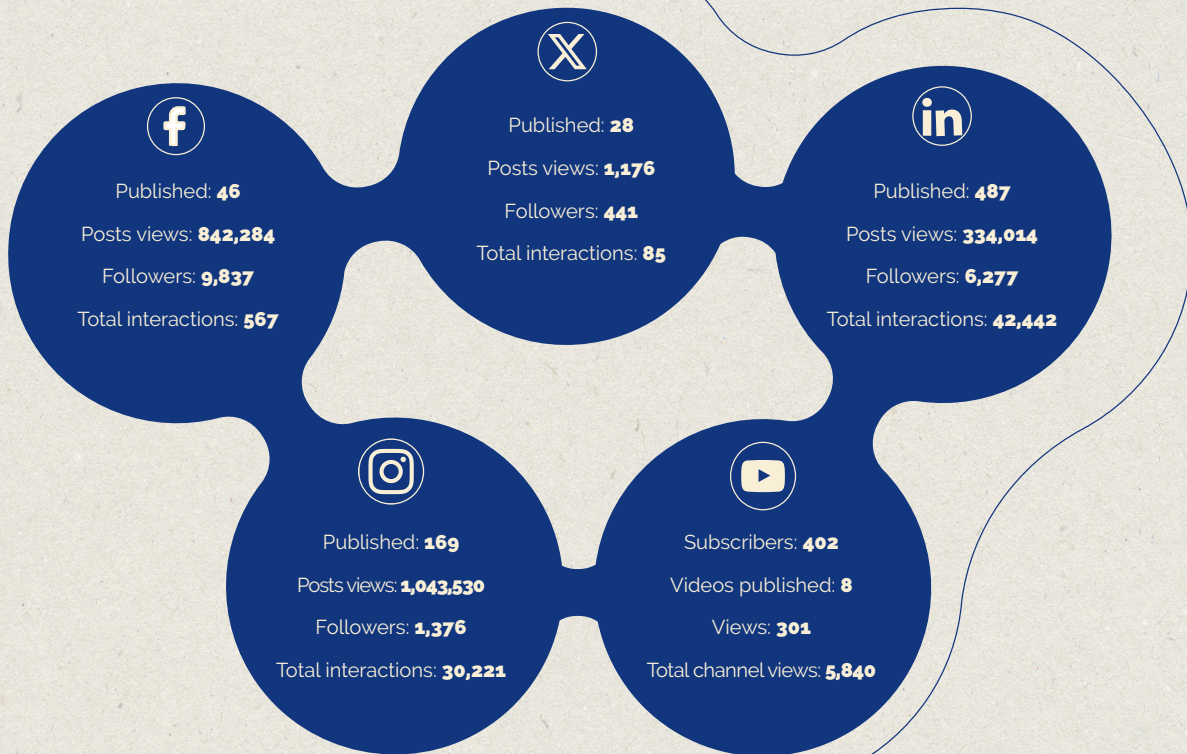 Published: 46
Posts views: 842,284
Followers: 9,837
Total interactions: 567
Published: 28
Posts views: 1,176
Followers: 441
Total interactions: 85
Published: 487
Posts views: 334,014
Followers: 6,277
Total interactions: 42,442
Published: 169
Posts views: 1,043,530
Followers: 1,376
Total interactions: 30,221
Subscribers: 402
Videos published: 8
Views: 301
Total channel views: 5,840